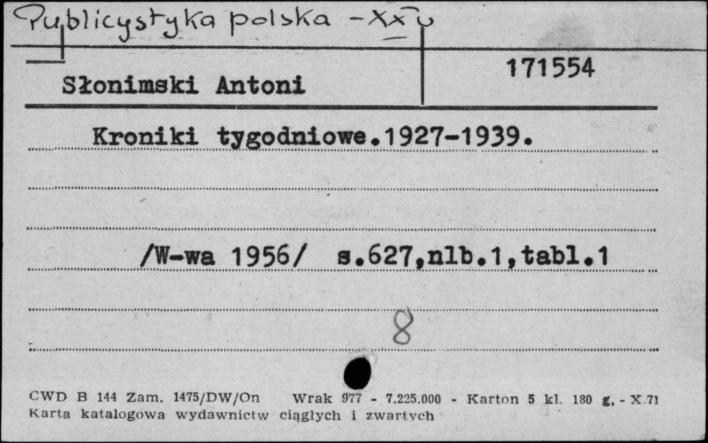 Publicystyka polska - XX w
171554
Słonimski Antoni
Kroniki tygodniowe.1927-1939.
/W-wa 1956/ s.627,nlb.1,tabl.1
8
CWD B 144 Zam. 1475/DW/On Wrak 977 - 7.225.000 - Karton 5 kl. 180 g. - X.71
Karta katalogowa wydawnictw ciągłych i zwartych